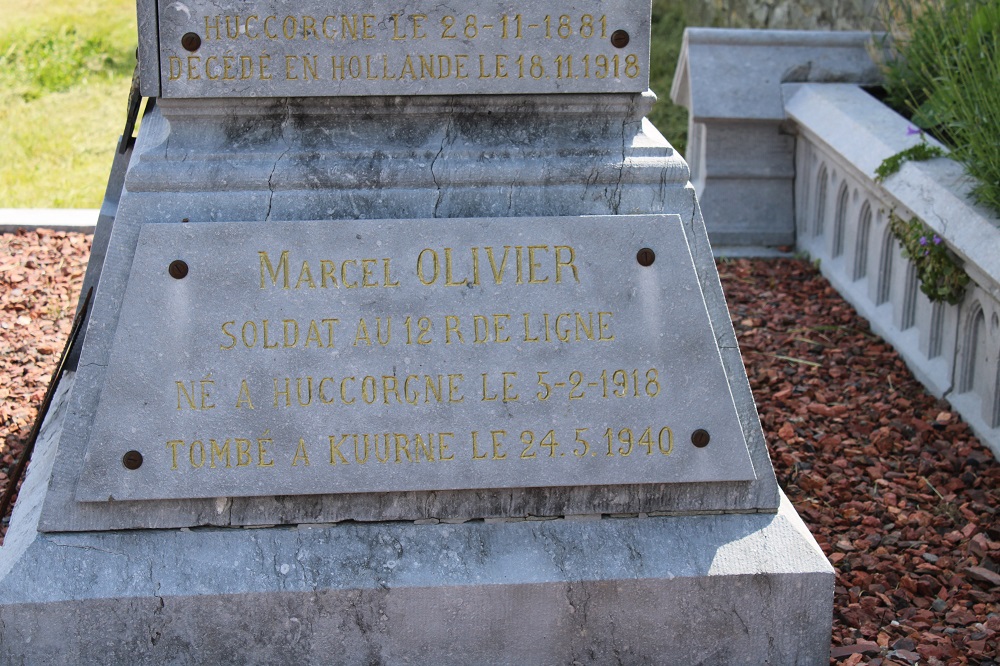 HUCCORGNE LE 28-11-1881
DÉCÉDÉ EN HOLLANDE LE 18.11.1918
MARCEL OLIVIER
SOLDAT AU 12 R DE LIGNE
NÉ A HUCCORGNE LE 5-2-1918
TOMBÉ A KUURNE LE 24.5.1940